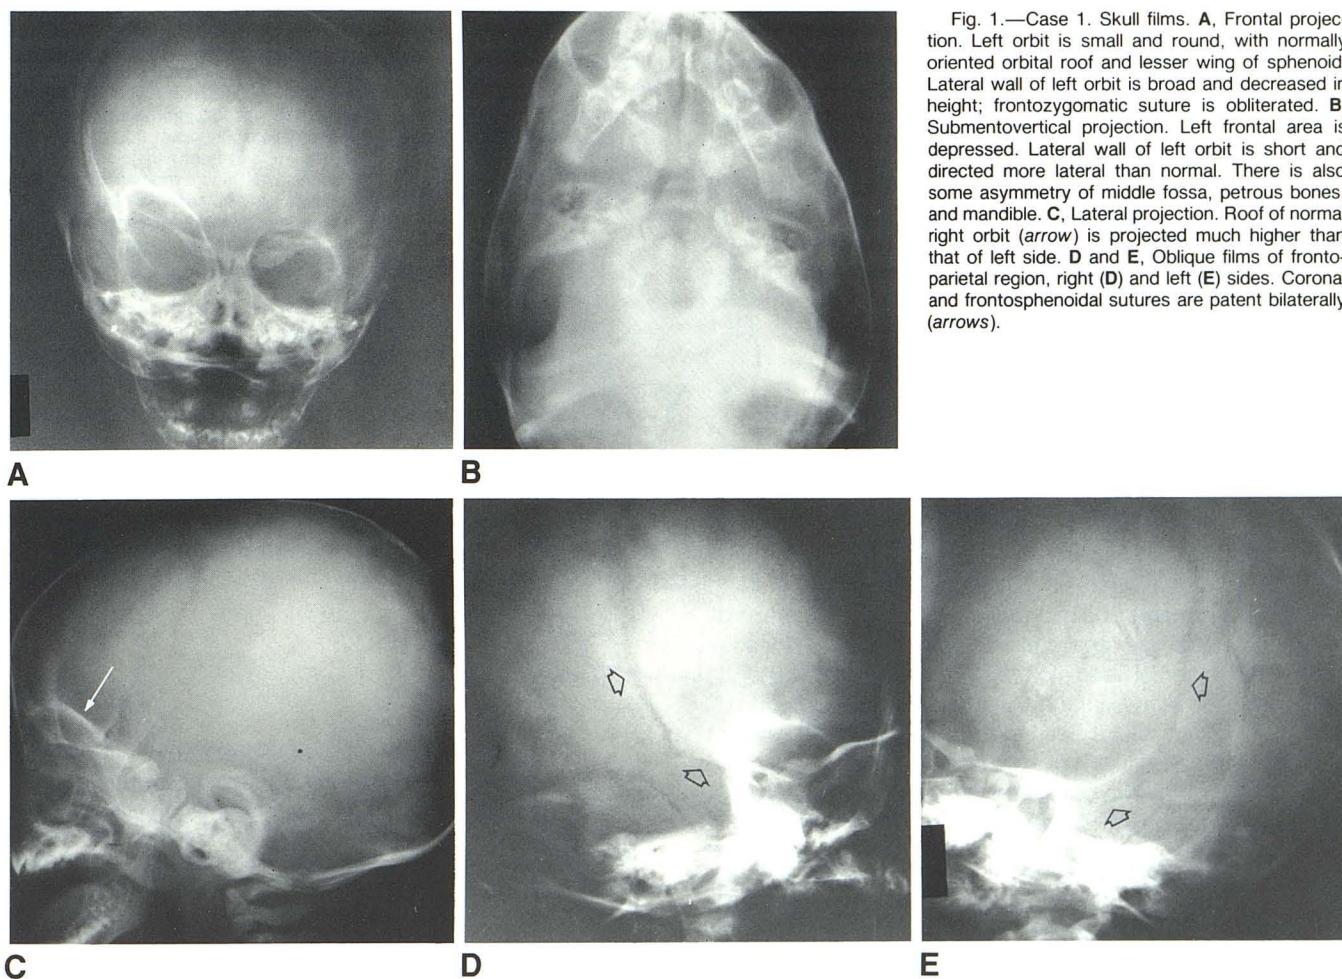 Fig. 1.—Case 1. Skull films. A, Frontal projec-
tion. Left orbit is small and round, with normally
oriented orbital roof and lesser wing of sphenoid
Lateral wall of left orbit is broad and decreased in
height; frontozygomatic suture is obliterated. B
Submentovertical projection. Left frontal area is
depressed. Lateral wall of left orbit is short and
directed more lateral than normal. There is also
some asymmetry of middle fossa, petrous bones
and mandible. C, Lateral projection. Roof of norma
right orbit (arrow) is projected much higher than
that of left side. D and E, Oblique films of fronto-
parietal region, right (D) and left (E) sides. Corona
and frontosphenoidal sutures are patent bilaterally
(arrows).
A
B
C
D
E